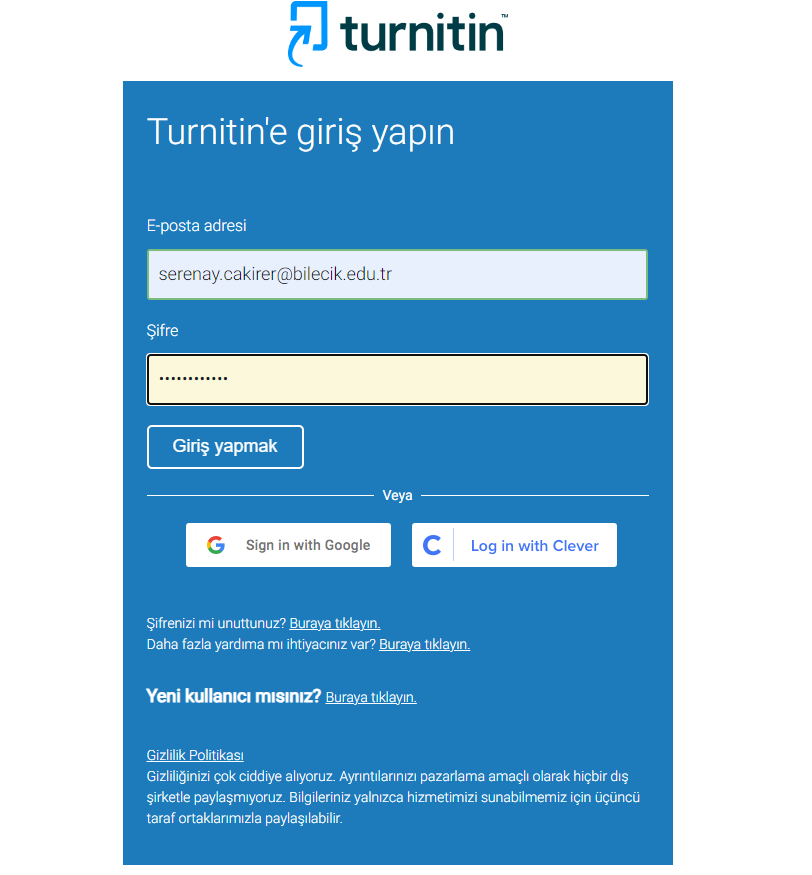 turnitin™
Turnitin'e giriş yapın
E-posta adresi
serenay.cakirer@bilecik.edu.tr
Şifre
••••••••••••
Giriş yapmak
Veya
Sign in with Google
Log in with Clever
Şifrenizi mi unuttunuz? Buraya tıklayın.
Daha fazla yardıma mı ihtiyacınız var? Buraya tıklayın.
Yeni kullanıcı mısınız? Buraya tıklayın.
Gizlilik Politikası
Gizliliğinizi çok ciddiye alıyoruz. Ayrıntılarınızı pazarlama amaçlı olarak hiçbir dış
şirketle paylaşmıyoruz. Bilgileriniz yalnızca hizmetimizi sunabilmemiz için üçüncü
taraf ortaklarımızla paylaşılabilir.